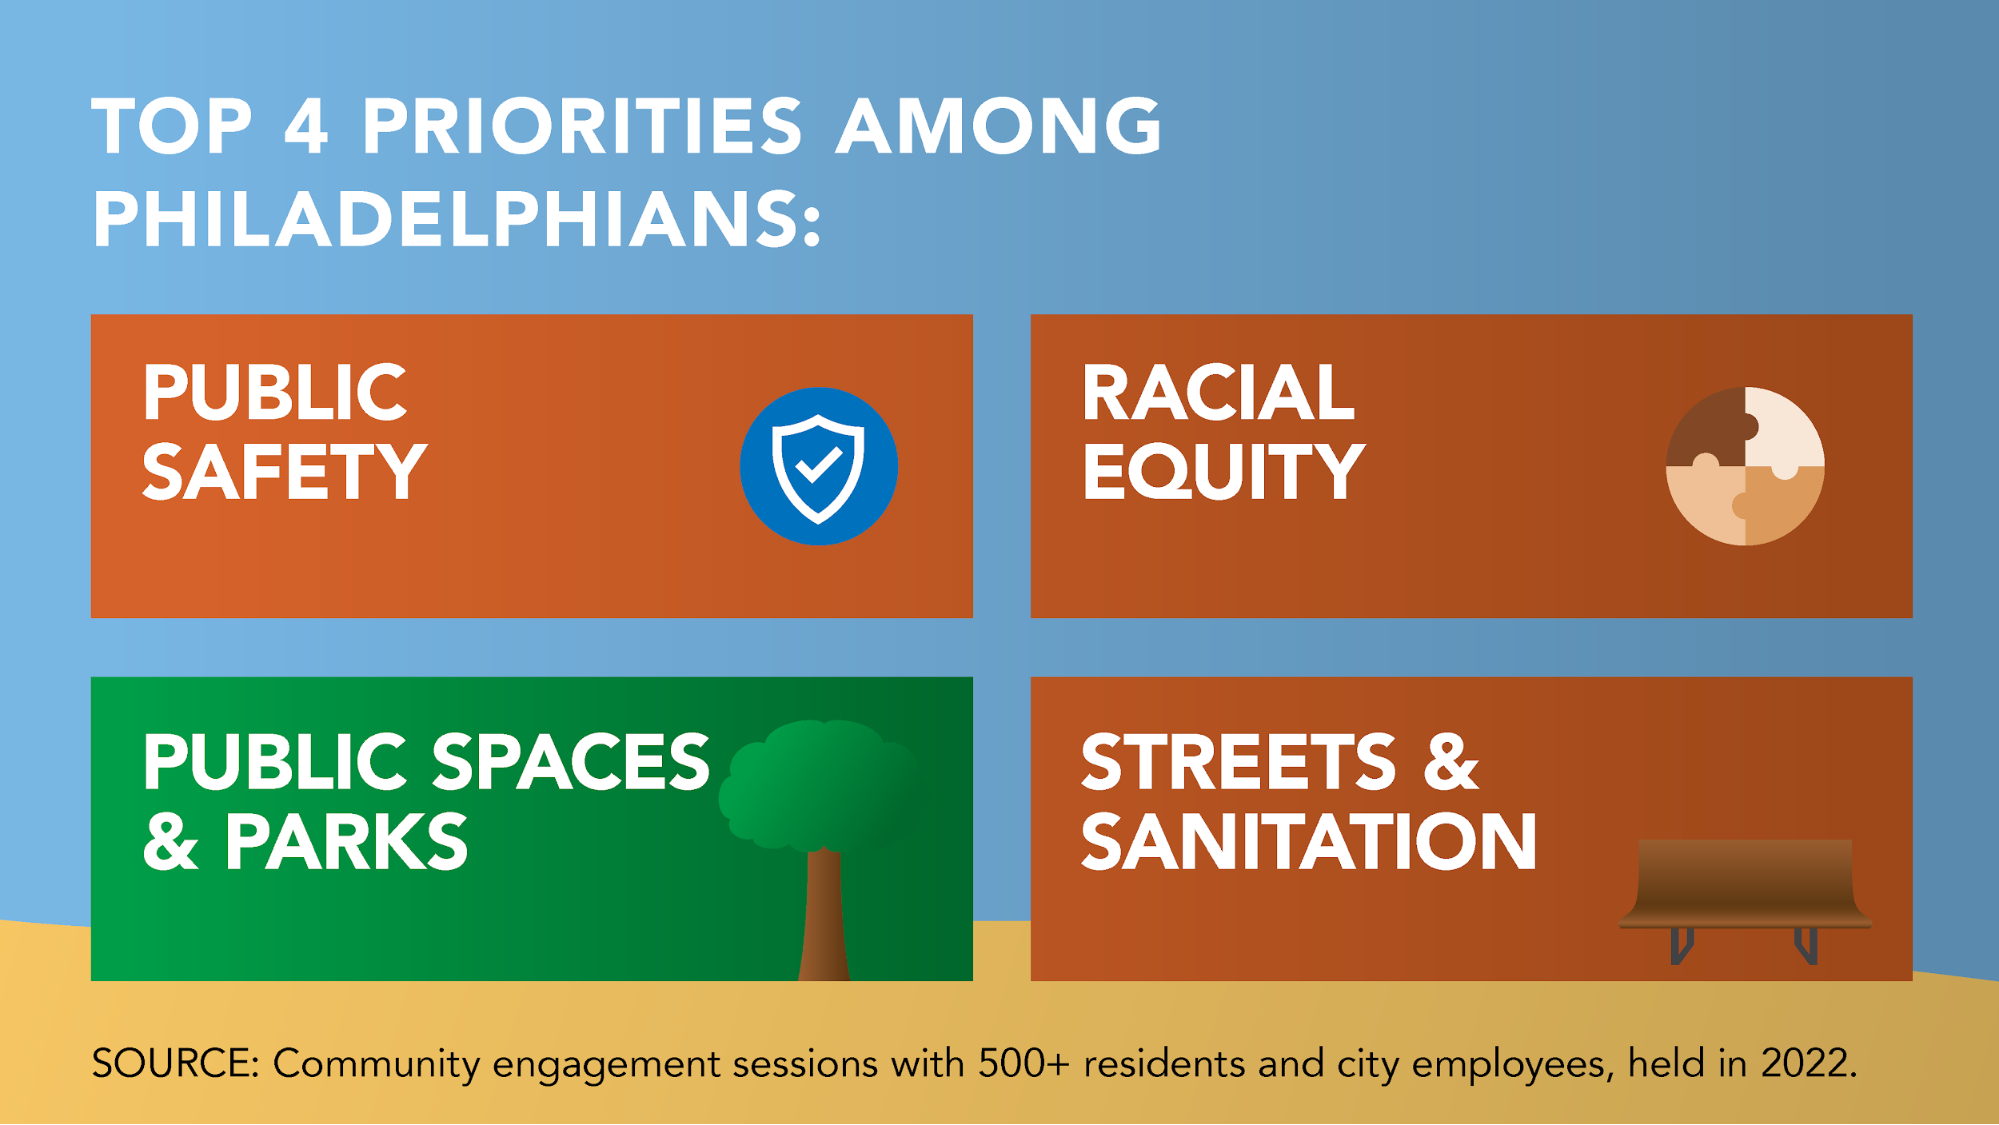 TOP 4 PRIORITIES AMONG
PHILADELPHIANS:
PUBLIC
SAFETY
RACIAL
EQUITY
PUBLIC SPACES
& PARKS
STREETS &
SANITATION
SOURCE: Community engagement sessions with 500+ residents and city employees, held in 2022.